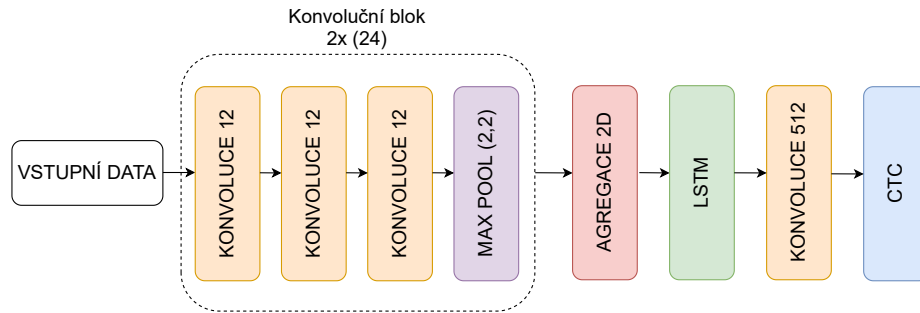 Konvoluční blok
2x (24)
VSTUPNÍ DATA
KONVOLUCE 12
KONVOLUCE 12
KONVOLUCE 12
MAX POOL (2,2)
AGREGACE 2D
LSTM
KONVOLUCE 512
CTC